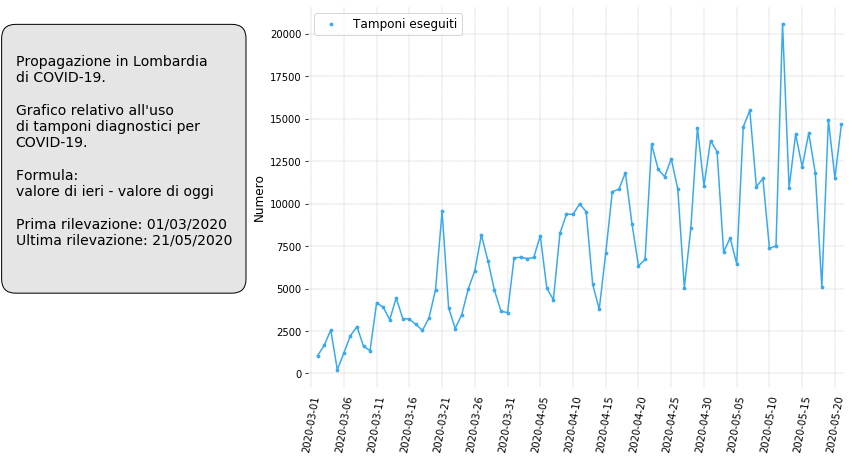 Propagazione in Lombardia
di COVID-19.
Grafico relativo all'uso
di tamponi diagnostici per
COVID-19.
Formula:
valore di ieri - valore di oggi
Prima rilevazione: 01/03/2020
Ultima rilevazione: 21/05/2020
Tamponi eseguiti
Numero
20000
17500
15000
12500
10000
7500
5000
2500
0
2020-03-01
2020-03-06
2020-03-11
2020-03-16
2020-03-21
2020-03-26
2020-03-31
2020-04-05
2020-04-10
2020-04-15
2020-04-20
2020-04-25
2020-04-30
2020-05-05
2020-05-10
2020-05-15
2020-05-20